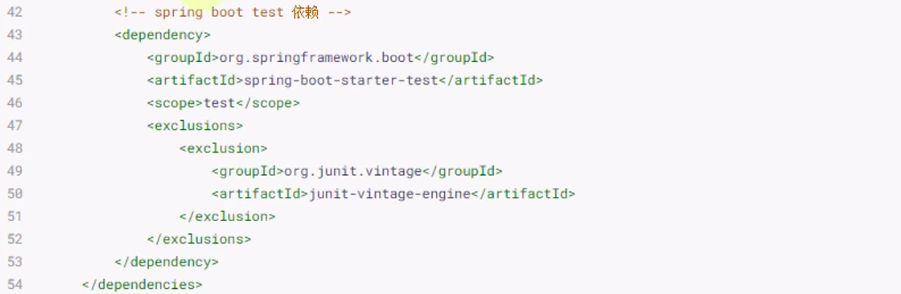 42 <!-- spring boot test 依赖 -->
43 <dependency>
44 <groupId>org.springframework.boot</groupId>
45 <artifactId>spring-boot-starter-test</artifactId>
46 <scope>test</scope>
47 <exclusions>
48 <exclusion>
49 <groupId>org.junit.vintage</groupId>
50 <artifactId>junit-vintage-engine</artifactId>
51 </exclusion>
52 </exclusions>
53 </dependency>
54 </dependencies>